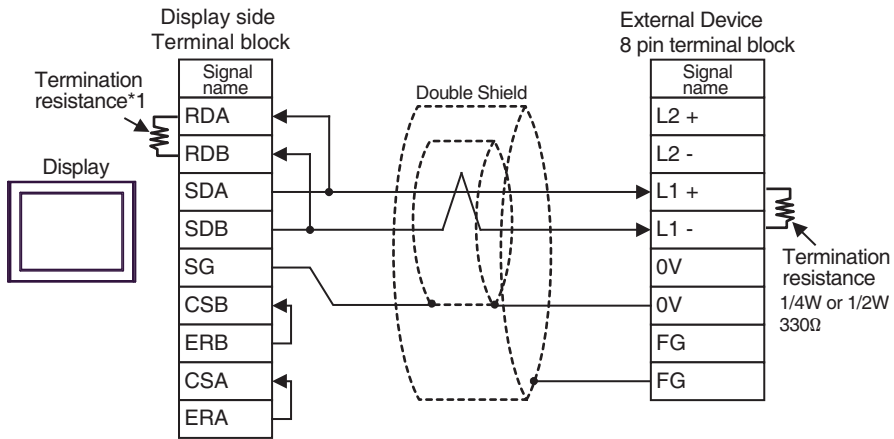 Display side
Terminal block
External Device
8 pin terminal block
Termination
resistance*1
Display
Signal
name
RDA
RDB
SDA
SDB
SG
CSB
ERB
CSA
ERA
Double Shield
Signal
name
L2 +
L2 -
L1 +
L1 -
0V
0V
FG
FG
Termination
resistance
1/4W or 1/2W
330Ω